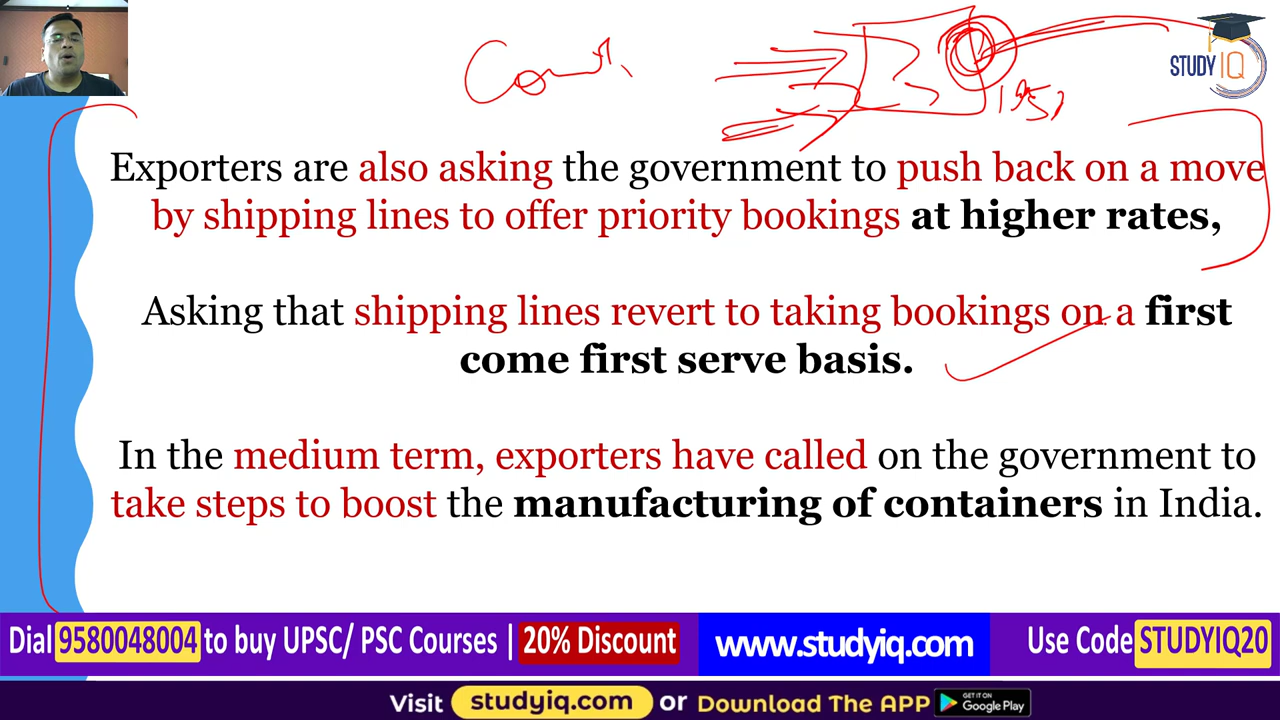 STUDY IQ
Exporters are also asking the government to push back on a move
by shipping lines to offer priority bookings at higher rates,
Asking that shipping lines revert to taking bookings on a first
come first serve basis.
In the medium term, exporters have called on the government to
take steps to boost the manufacturing of containers in India.
Dial 9580048004 to buy UPSC/ PSC Courses | 20% Discount
www.studyiq.com
Use Code STUDYIQ20
Visit studyiq.com or Download The APP GET IT ON Google Play